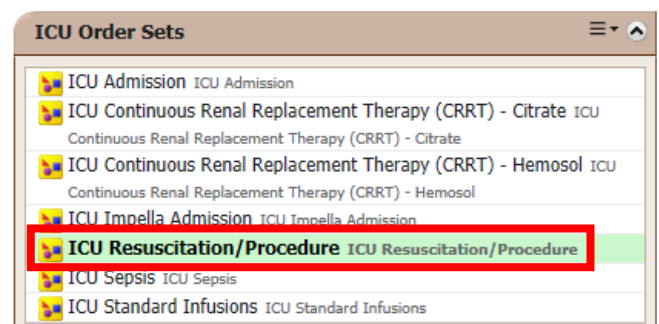 ICU Order Sets
ICU Admission ICU Admission
ICU Continuous Renal Replacement Therapy (CRRT) - Citrate ICU
Continuous Renal Replacement Therapy (CRRT) - Citrate
ICU Continuous Renal Replacement Therapy (CRRT) - Hemosol ICU
Continuous Renal Replacement Therapy (CRRT) - Hemosol
ICU Impella Admission ICU Impella Admission
ICU Resuscitation/Procedure ICU Resuscitation/Procedure
ICU Sepsis ICU Sepsis
ICU Standard Infusions ICU Standard Infusions